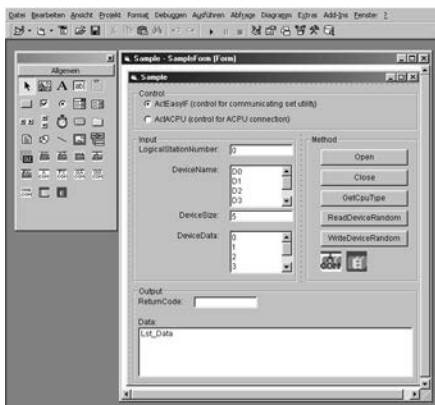 Datei Bearbeiten Ansicht Projekt Format Debuggen Ausführen Abfrage Diagramm Extras Add-Ins Fenster ?
Allgemein
Sample - SampleForm (Form)
Sample
Control
ActEasyIF (control for communicating set utility)
ActACPU (control for ACPU connection)
Input
LogicalStationNumber: 0
DeviceName: D0
D1
D2
D3
DeviceSize: 5
DeviceData: 0
1
2
3
Method
Open
Close
GetCpuType
ReadDeviceRandom
WriteDeviceRandom
Output
ReturnCode:
Data:
Lst_Data